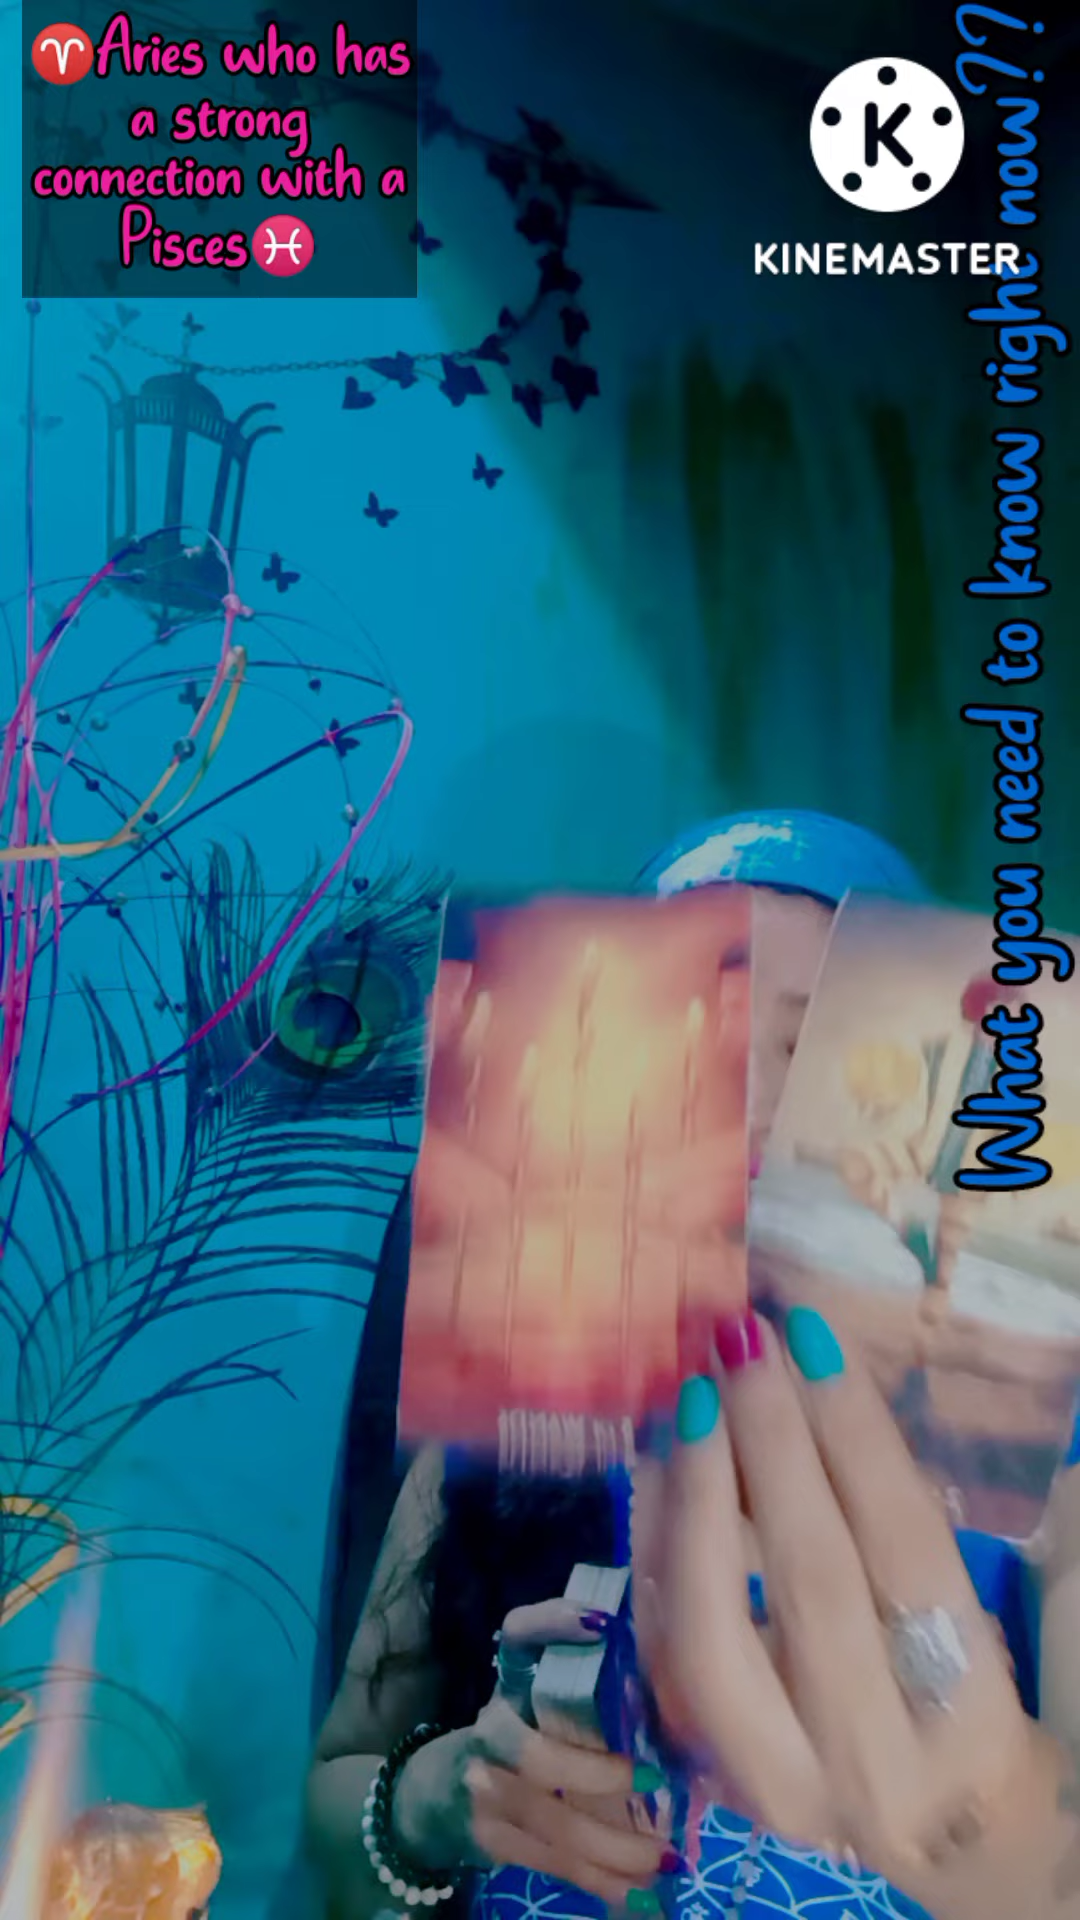 ♈Aries who has
a strong
connection with a
Pisces♓
K
KINEMASTER
What you need to know right now!?!